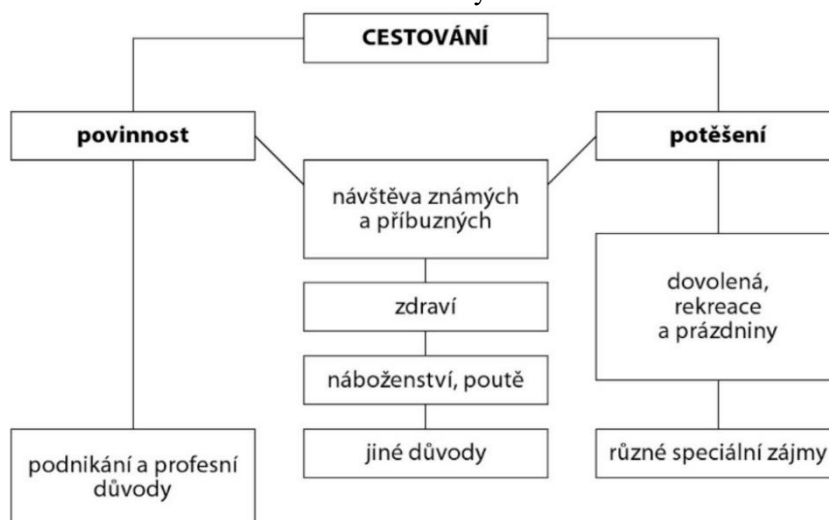 CESTOVÁNÍ
povinnost
potěšení
návštěva známých
a příbuzných
dovolená,
rekreace
a prázdniny
zdraví
náboženství, poutě
jiné důvody
různé speciální zájmy
podnikání a profesní
důvody